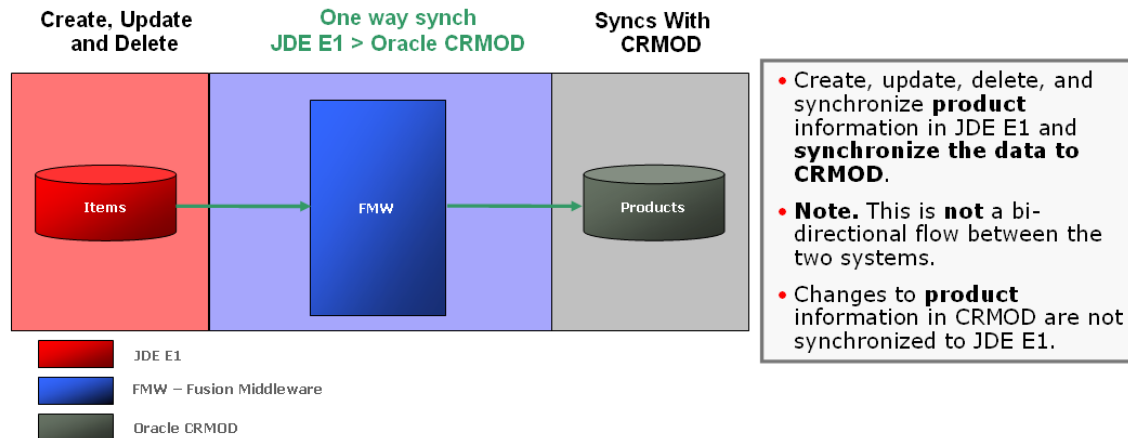 Create, Update
and Delete
One way synch
JDE E1 > Oracle CRMOD
Syncs With
CRMOD
Items
FMW
Products
• Create, update, delete, and
synchronize product
information in JDE E1 and
synchronize the data to
CRMOD.
• Note. This is not a bi-
directional flow between the
two systems.
• Changes to product
information in CRMOD are not
synchronized to JDE E1.
JDE E1
FMW – Fusion Middleware
Oracle CRMOD